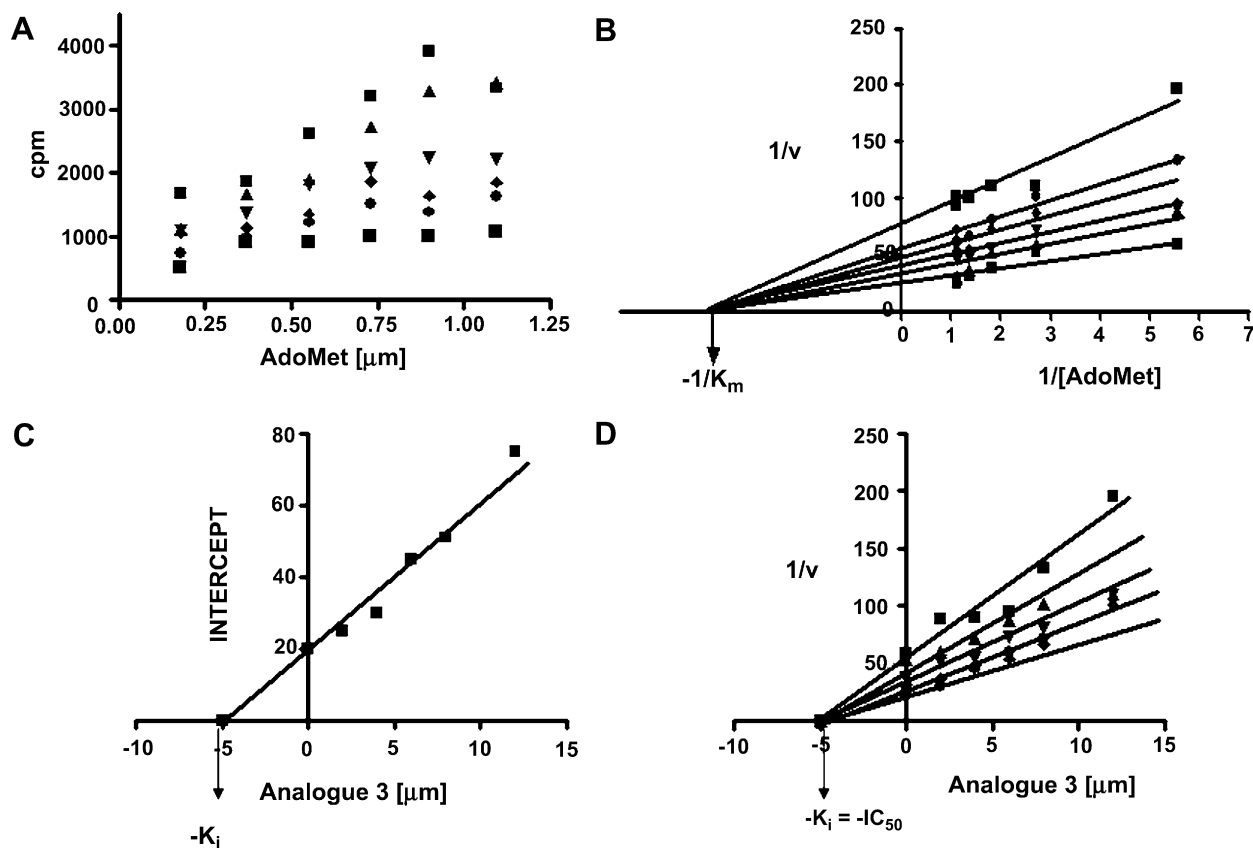 A
cpm
4000
3000
2000
1000
0
0.00 0.25 0.50 0.75 1.00 1.25
AdoMet [μm]
B
1/v
250
200
150
100
50
0
0 1 2 3 4 5 6 7
-1/Km
1/[AdoMet]
C
INTERCEPT
80
60
40
20
-10 -5 0 5 10 15
Analogue 3 [μm]
-Ki
D
1/v
250
200
150
100
50
-10 -5 0 5 10 15
Analogue 3 [μm]
-Ki = -IC50